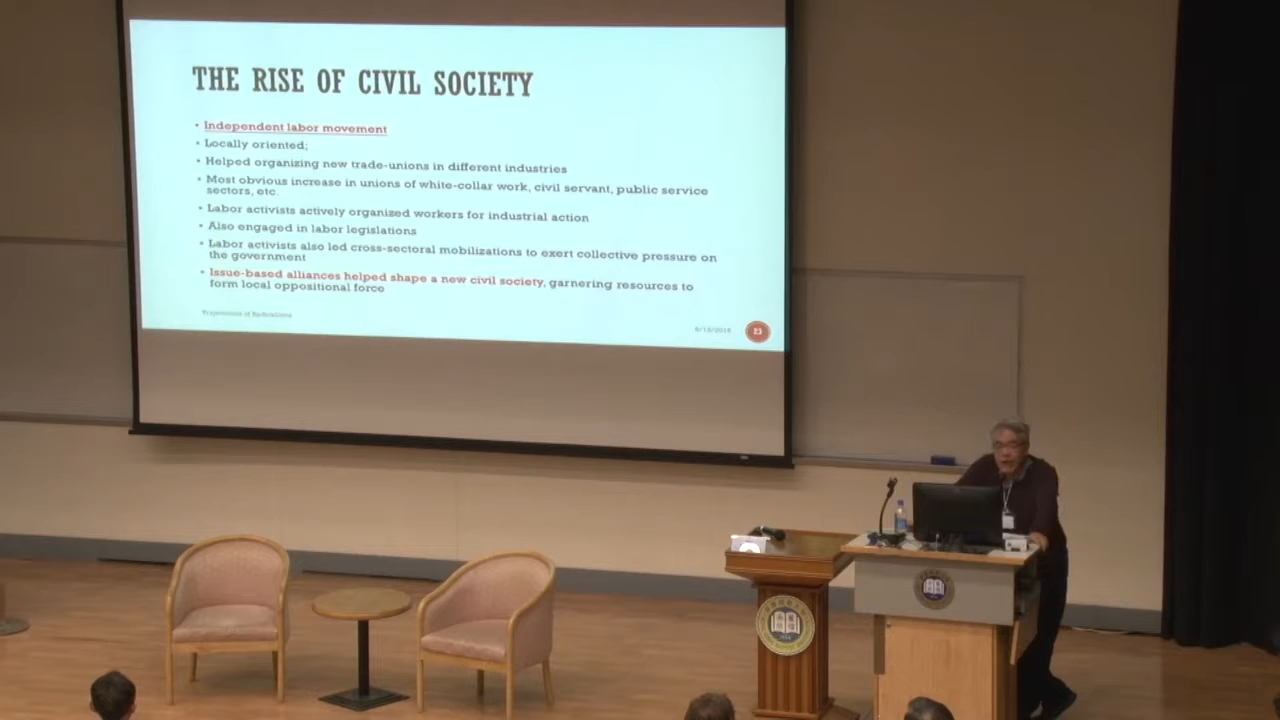 THE RISE OF CIVIL SOCIETY
• Independent labor movement
• Locally oriented;
• Helped organizing new trade-unions in different industries
• Most obvious increase in unions of white-collar work, civil servant, public service
sectors, etc.
• Labor activists actively organized workers for industrial action
• Also engaged in labor legislations
• Labor activists also led cross-sectoral mobilizations to exert collective pressure on
the government
• Issue-based alliances helped shape a new civil society, garnering resources to
form local oppositional force
23